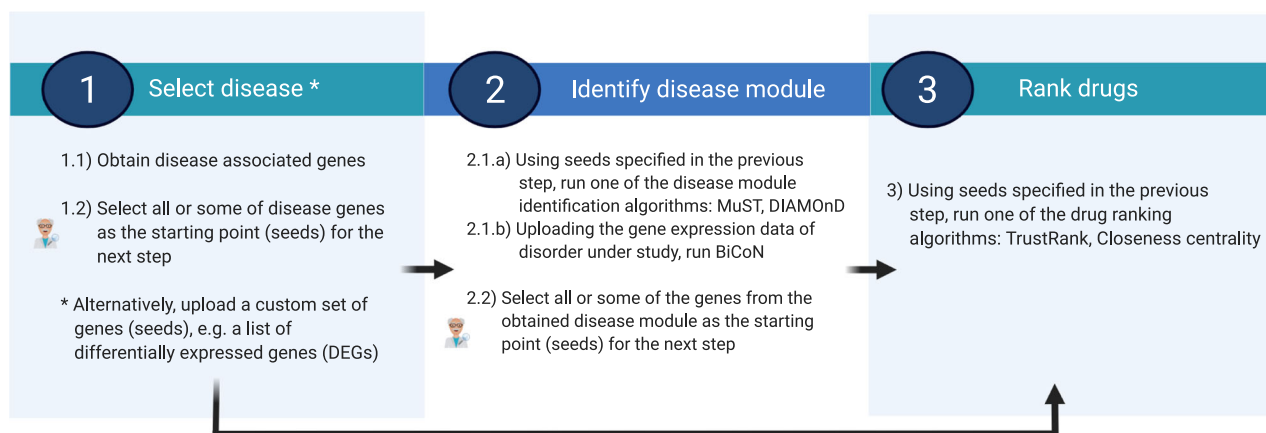 1
Select disease *
1.1) Obtain disease associated genes
1.2) Select all or some of disease genes
as the starting point (seeds) for the
next step
* Alternatively, upload a custom set of
genes (seeds), e.g. a list of
differentially expressed genes (DEGs)
2
Identify disease module
2.1.a) Using seeds specified in the previous
step, run one of the disease module
identification algorithms: MuST, DIAMOnD
2.1.b) Uploading the gene expression data of
disorder under study, run BiCoN
2.2) Select all or some of the genes from the
obtained disease module as the starting
point (seeds) for the next step
3
Rank drugs
3) Using seeds specified in the previous
step, run one of the drug ranking
algorithms: TrustRank, Closeness centrality